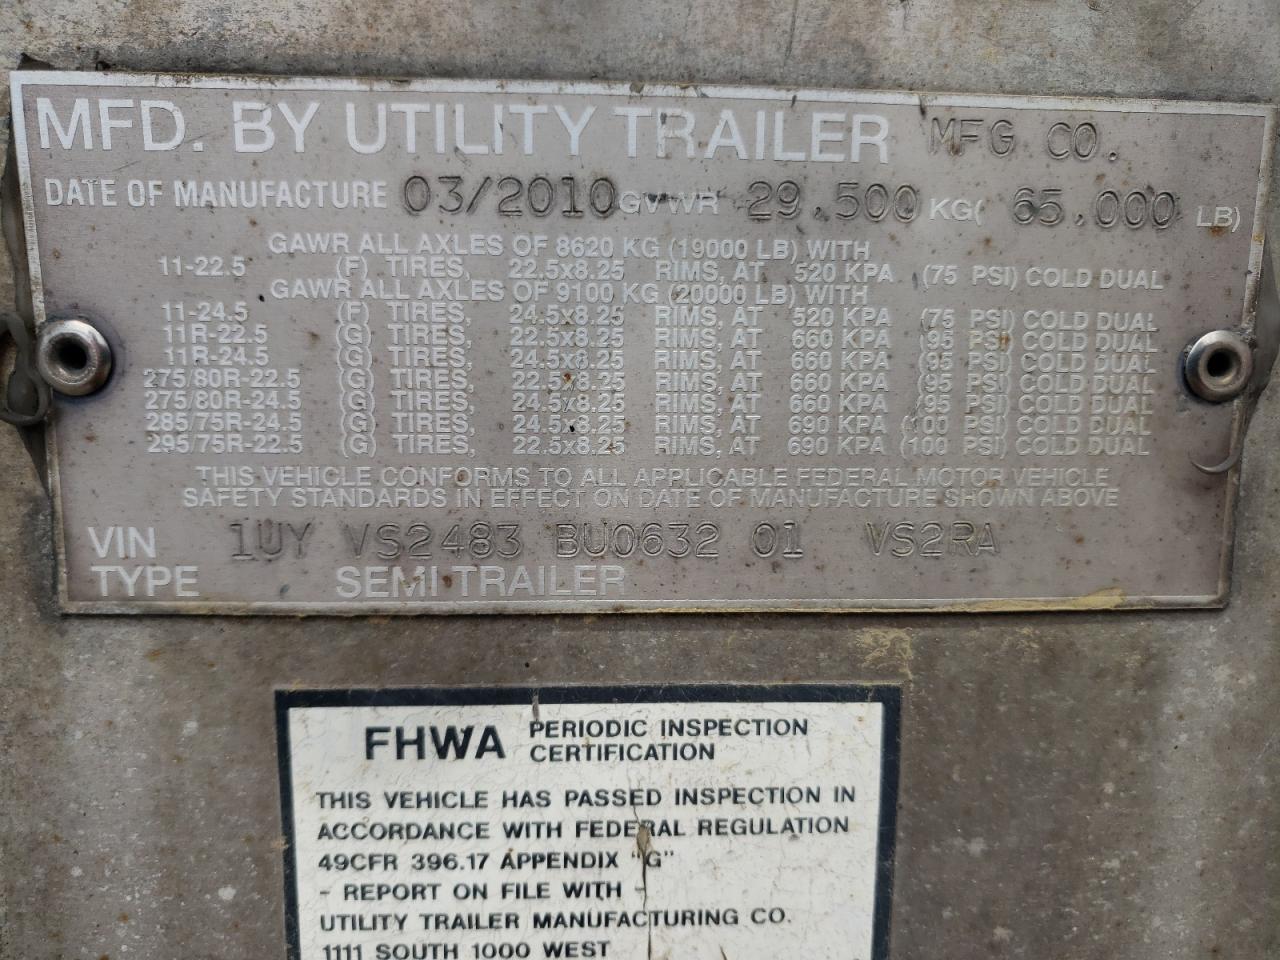 MFD. BY UTILITY TRAILER MFG CO.
DATE OF MANUFACTURE 03/2010 GVWR 29,500 KG( 65,000 LB)
GAWR ALL AXLES OF 8620 KG (19000 LB) WITH
11-22.5 (F) TIRES, 22.5x8.25 RIMS, AT 520 KPA (75 PSI) COLD DUAL
GAWR ALL AXLES OF 9100 KG (20000 LB) WITH
11-24.5 (F) TIRES, 24.5x8.25 RIMS, AT 520 KPA (75 PSI) COLD DUAL
11R-22.5 (G) TIRES, 22.5x8.25 RIMS, AT 660 KPA (95 PSI) COLD DUAL
11R-24.5 (G) TIRES, 24.5x8.25 RIMS, AT 660 KPA (95 PSI) COLD DUAL
275/80R-22.5 (G) TIRES, 22.5x8.25 RIMS, AT 660 KPA (95 PSI) COLD DUAL
275/80R-24.5 (G) TIRES, 24.5x8.25 RIMS, AT 660 KPA (95 PSI) COLD DUAL
285/75R-24.5 (G) TIRES, 24.5x8.25 RIMS, AT 690 KPA (100 PSI) COLD DUAL
295/75R-22.5 (G) TIRES, 22.5x8.25 RIMS, AT 690 KPA (100 PSI) COLD DUAL
THIS VEHICLE CONFORMS TO ALL APPLICABLE FEDERAL MOTOR VEHICLE
SAFETY STANDARDS IN EFFECT ON DATE OF MANUFACTURE SHOWN ABOVE
VIN 1UY VS2483 BU0632 01 VS2RA
TYPE SEMITRAILER
FHWA PERIODIC INSPECTION
CERTIFICATION
THIS VEHICLE HAS PASSED INSPECTION IN
ACCORDANCE WITH FEDERAL REGULATION
49CFR 396.17 APPENDIX "G"
- REPORT ON FILE WITH -
UTILITY TRAILER MANUFACTURING CO.
1111 SOUTH 1000 WEST